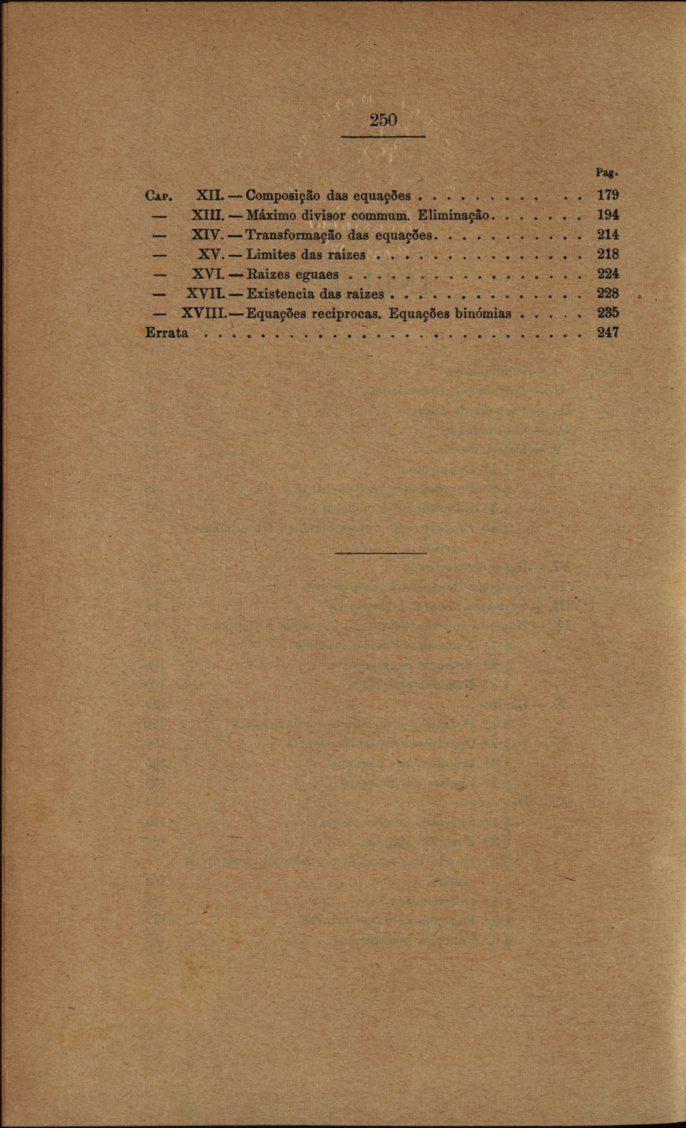 250
Pag.
CAP. XII. — Composição das equações . . . . . . . . . . . 179
— XIII. — Máximo divisor commum. Eliminação. . . . . . . 194
— XIV. — Transformação das equações. . . . . . . . . . . 214
— XV. — Limites das raizes . . . . . . . . . . . . . . 218
— XVI. — Raizes eguaes . . . . . . . . . . . . . . . . 224
— XVII. — Existencia das raizes . . . . . . . . . . . . . 228
— XVIII. — Equações reciprocas. Equações binómias . . . . . 235
Errata . . . . . . . . . . . . . . . . . . . . . . . . . 247